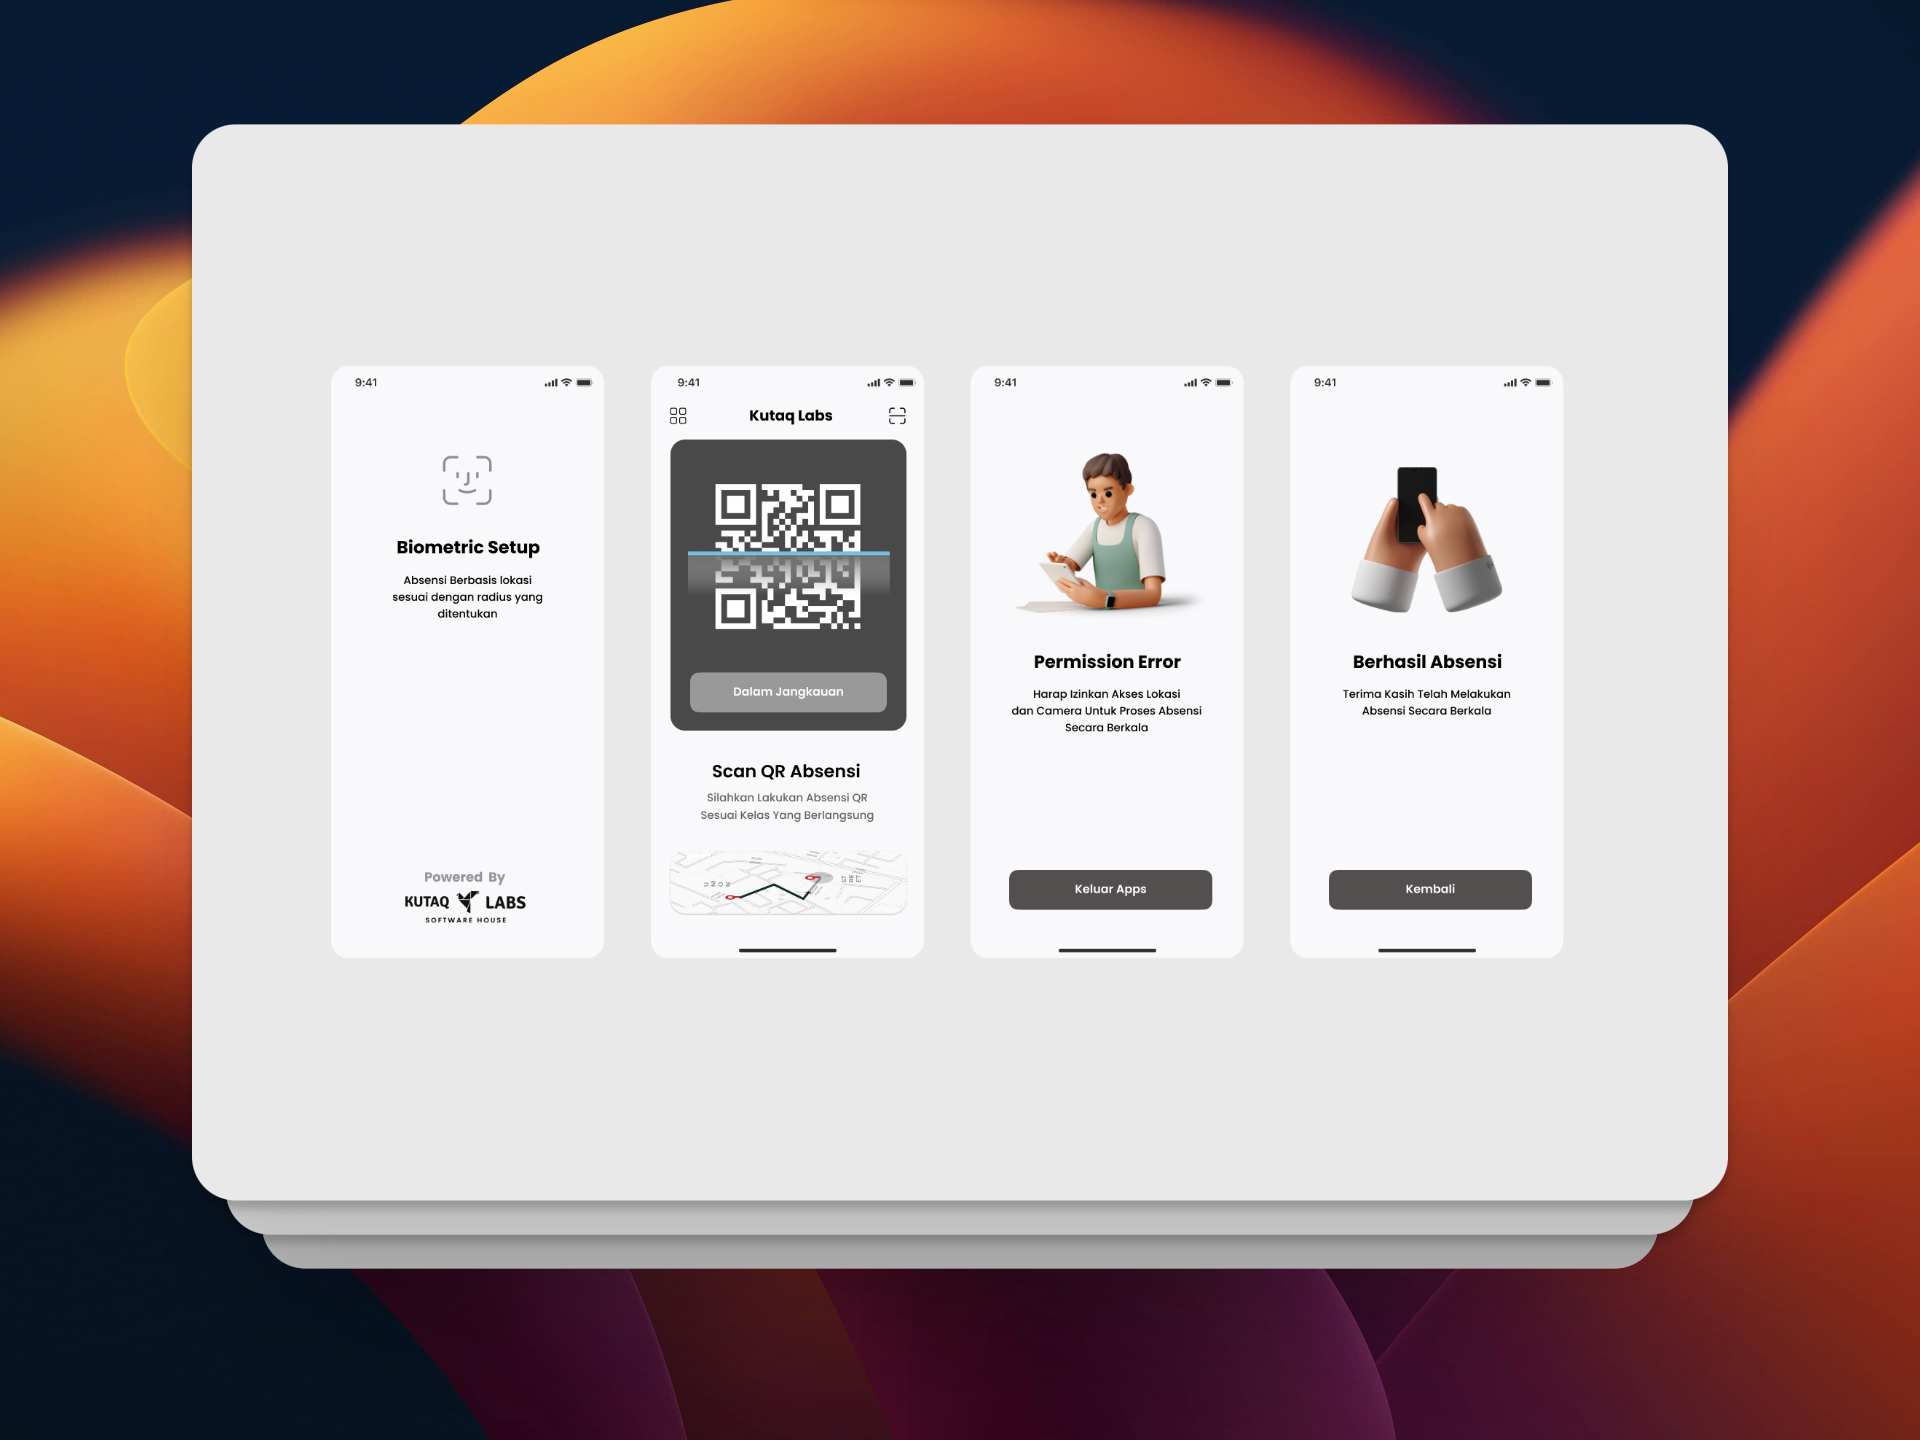 9:41
Biometric Setup
Absensi Berbasis lokasi
sesuai dengan radius yang
ditentukan
Powered By
KUTAQ LABS
SOFTWARE HOUSE
9:41
Kutaq Labs
Dalam Jangkauan
Scan QR Absensi
Silahkan Lakukan Absensi QR
Sesuai Kelas Yang Berlangsung
9:41
Permission Error
Harap Izinkan Akses Lokasi
dan Camera Untuk Proses Absensi
Secara Berkala
Keluar Apps
9:41
Berhasil Absensi
Terima Kasih Telah Melakukan
Absensi Secara Berkala
Kembali